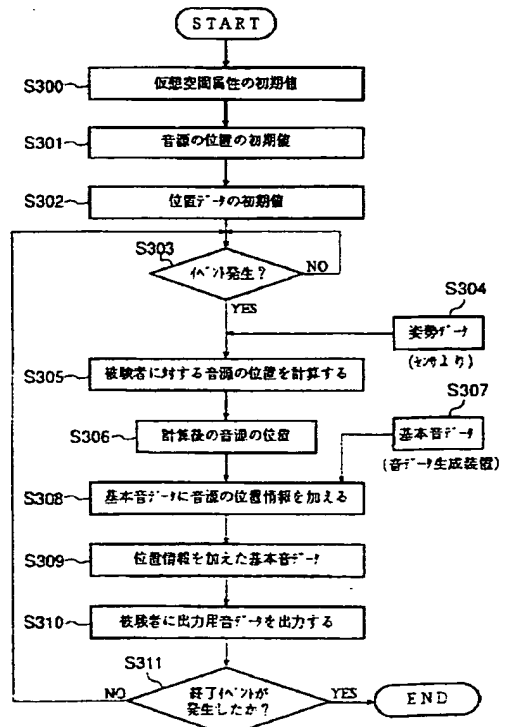 START
S300
仮想空間属性の初期値
S301
音源の位置の初期値
S302
位置データの初期値
S303
イベント発生？
NO
YES
S304
姿勢データ
(センサより)
S305
被験者に対する音源の位置を計算する
S306
計算後の音源の位置
S307
基本音データ
(音データ生成装置)
S308
基本音データに音源の位置情報を加える
S309
位置情報を加えた基本音データ
S310
被験者に出力用音データを出力する
S311
終了イベントが
発生したか？
NO
YES
END